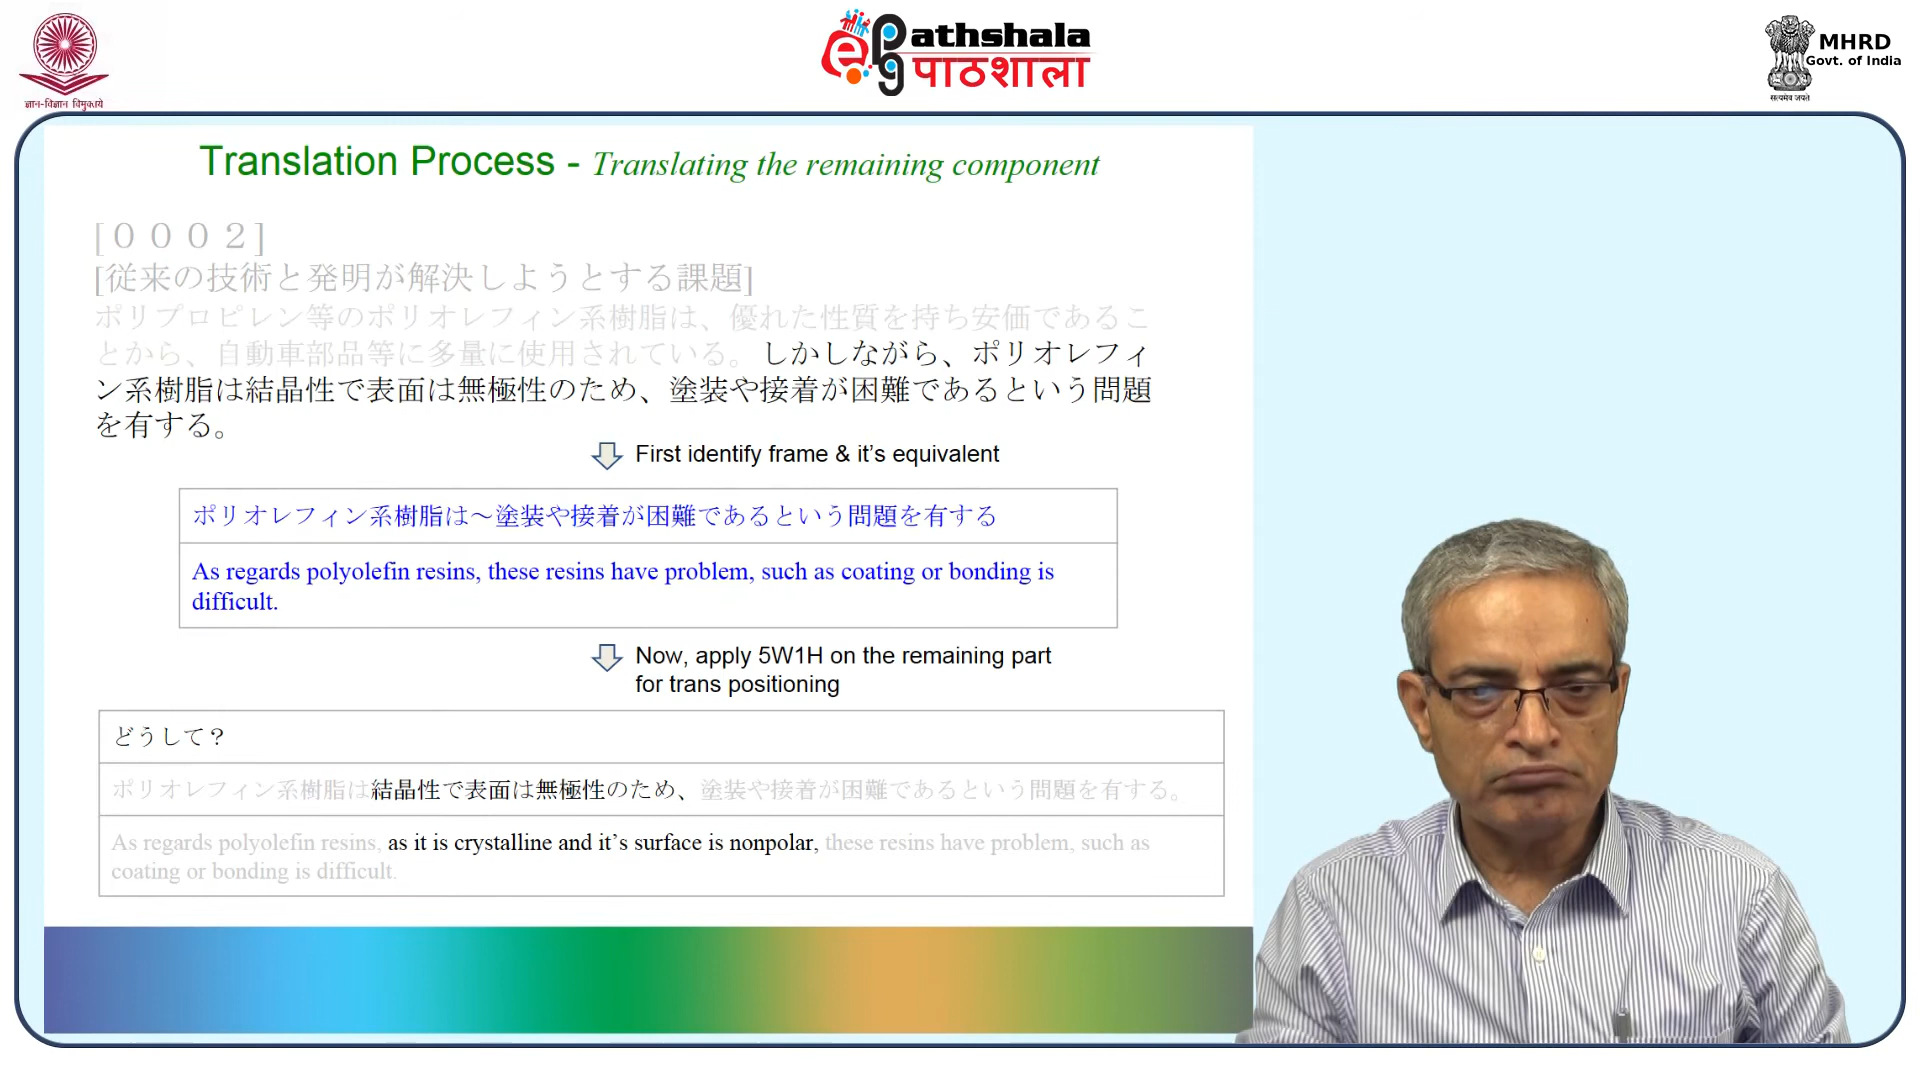 ज्ञान-विज्ञान विमुक्तये
ePathshala
पाठशाला
MHRD
Govt. of India
सत्यमेव जयते
Translation Process - Translating the remaining component
[０００２]
[従来の技術と発明が解決しようとする課題]
ポリプロピレン等のポリオレフィン系樹脂は、優れた性質を持ち安価であるこ
とから、自動車部品等に多量に使用されている。しかしながら、ポリオレフィ
ン系樹脂は結晶性で表面は無極性のため、塗装や接着が困難であるという問題
を有する。
First identify frame & it's equivalent
ポリオレフィン系樹脂は～塗装や接着が困難であるという問題を有する
As regards polyolefin resins, these resins have problem, such as coating or bonding is
difficult.
Now, apply 5W1H on the remaining part
for trans positioning
どうして？
ポリオレフィン系樹脂は結晶性で表面は無極性のため、塗装や接着が困難であるという問題を有する。
As regards polyolefin resins, as it is crystalline and it's surface is nonpolar, these resins have problem, such as
coating or bonding is difficult.